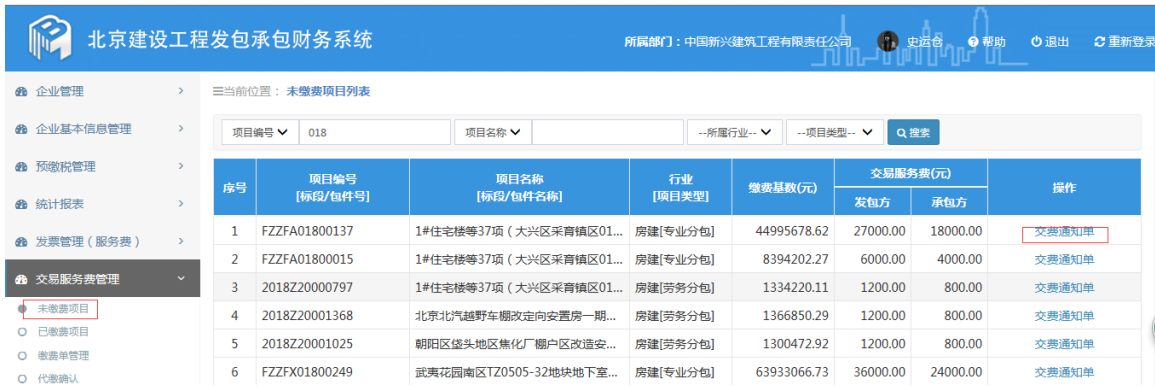 北京建设工程发包承包财务系统
所属部门：中国新兴建筑工程有限责任公司 史运仓 帮助 退出 重新登录
企业管理
企业基本信息管理
预缴税管理
统计报表
发票管理（服务费）
交易服务费管理
未缴费项目
已缴费项目
缴费单管理
代缴确认
当前位置： 未缴费项目列表
项目编号 018 项目名称 --所属行业-- --项目类型-- 搜索
序号 项目编号 [标段/包件号] 项目名称 [标段/包件名称] 行业 [项目类型] 缴费基数(元) 交易服务费(元) 操作
发包方 承包方
1 FZZFA01800137 1#住宅楼等37项（大兴区采育镇区01... 房建[专业分包] 44995678.62 27000.00 18000.00 交费通知单
2 FZZFA01800015 1#住宅楼等37项（大兴区采育镇区01... 房建[专业分包] 8394202.27 6000.00 4000.00 交费通知单
3 2018Z20000797 1#住宅楼等37项（大兴区采育镇区01... 房建[劳务分包] 1334220.11 1200.00 800.00 交费通知单
4 2018Z20001368 北京北汽越野车棚改定向安置房一期... 房建[劳务分包] 1366850.29 1200.00 800.00 交费通知单
5 2018Z20001025 朝阳区垡头地区焦化厂棚户区改造安... 房建[劳务分包] 1300472.92 1200.00 800.00 交费通知单
6 FZZFX01800249 武夷花园南区TZ0505-32地块地下室... 房建[专业分包] 63933066.73 36000.00 24000.00 交费通知单